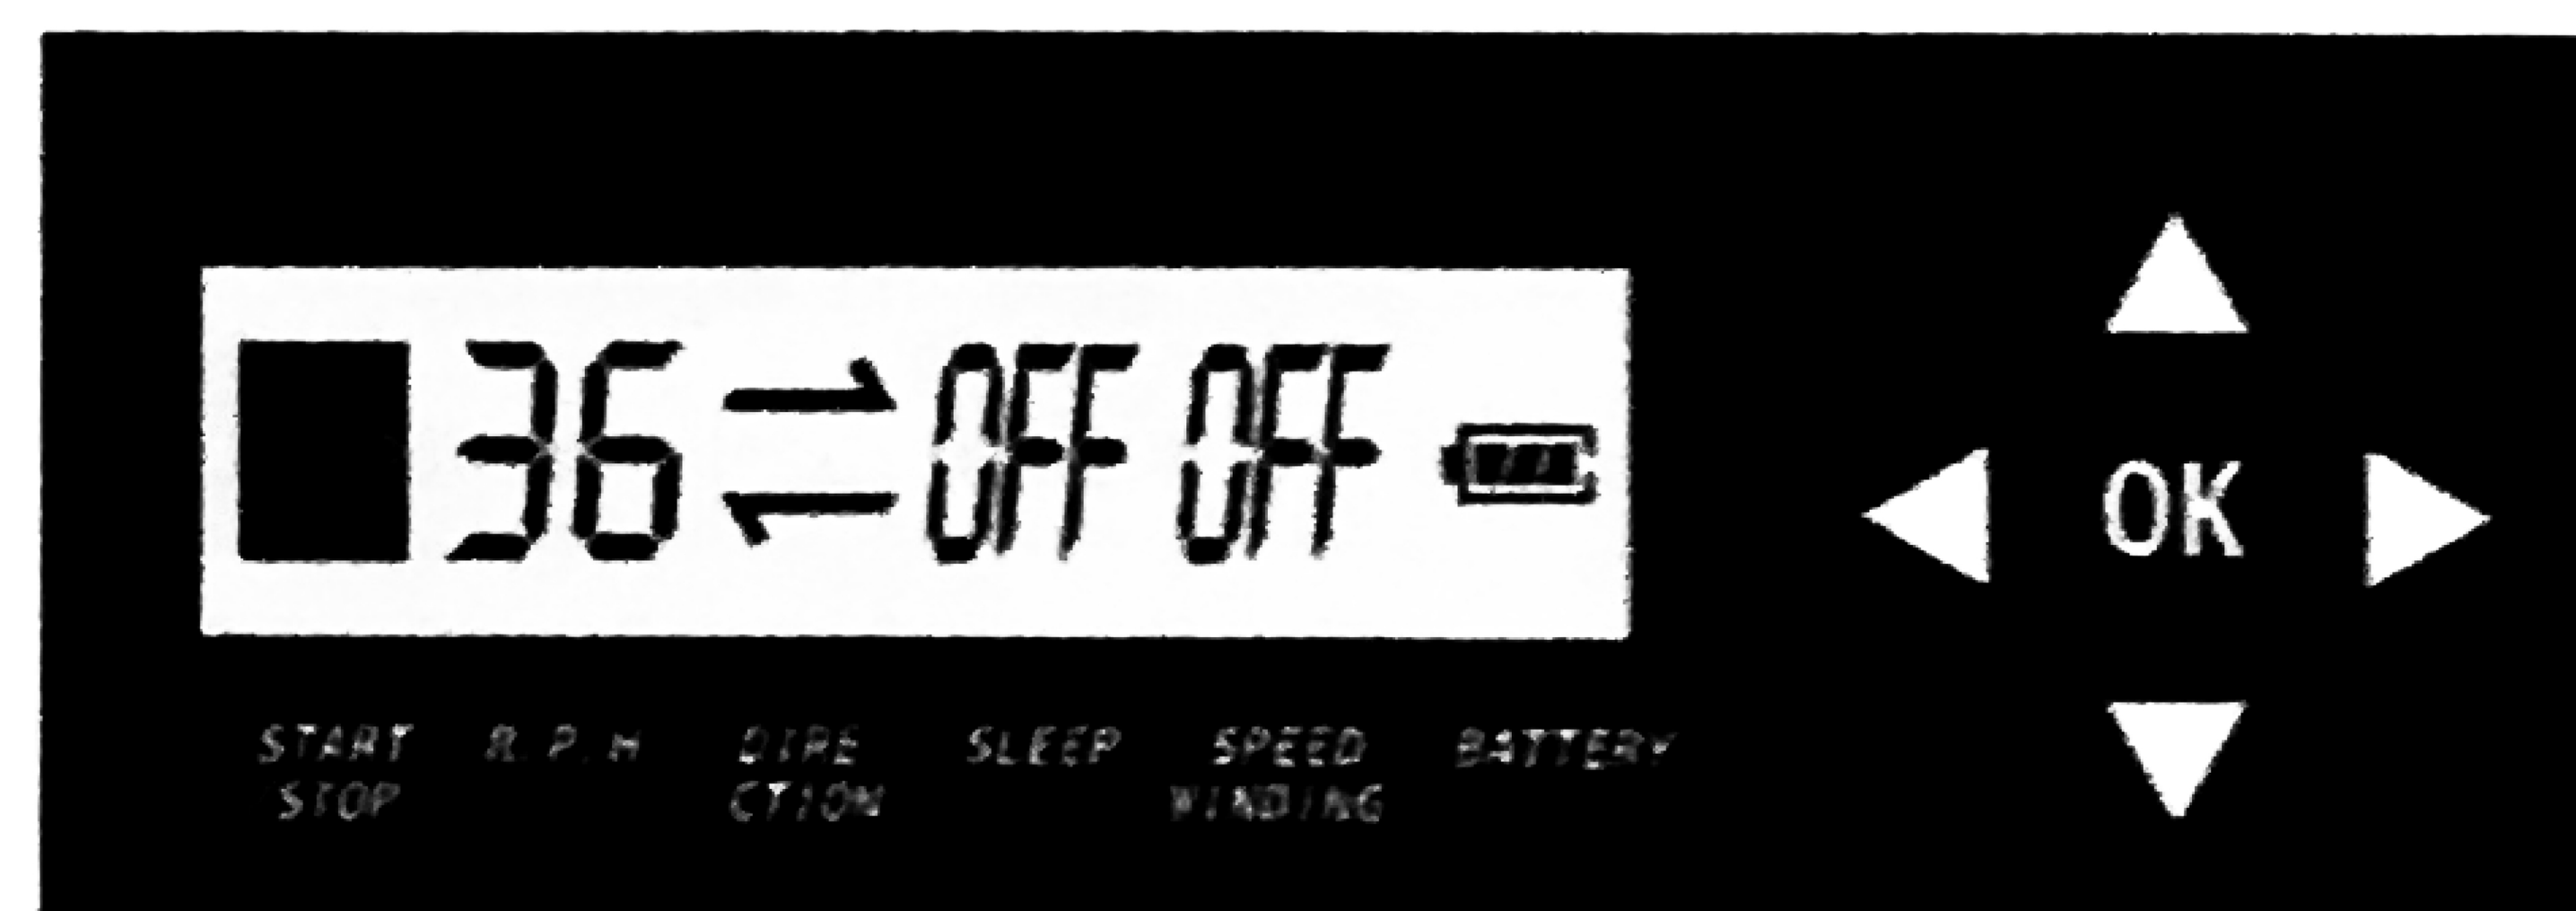 36 OFF OFF
OK
START R.P.H DIRE SLEEP SPEED BATTERY
STOP CTION WINDING